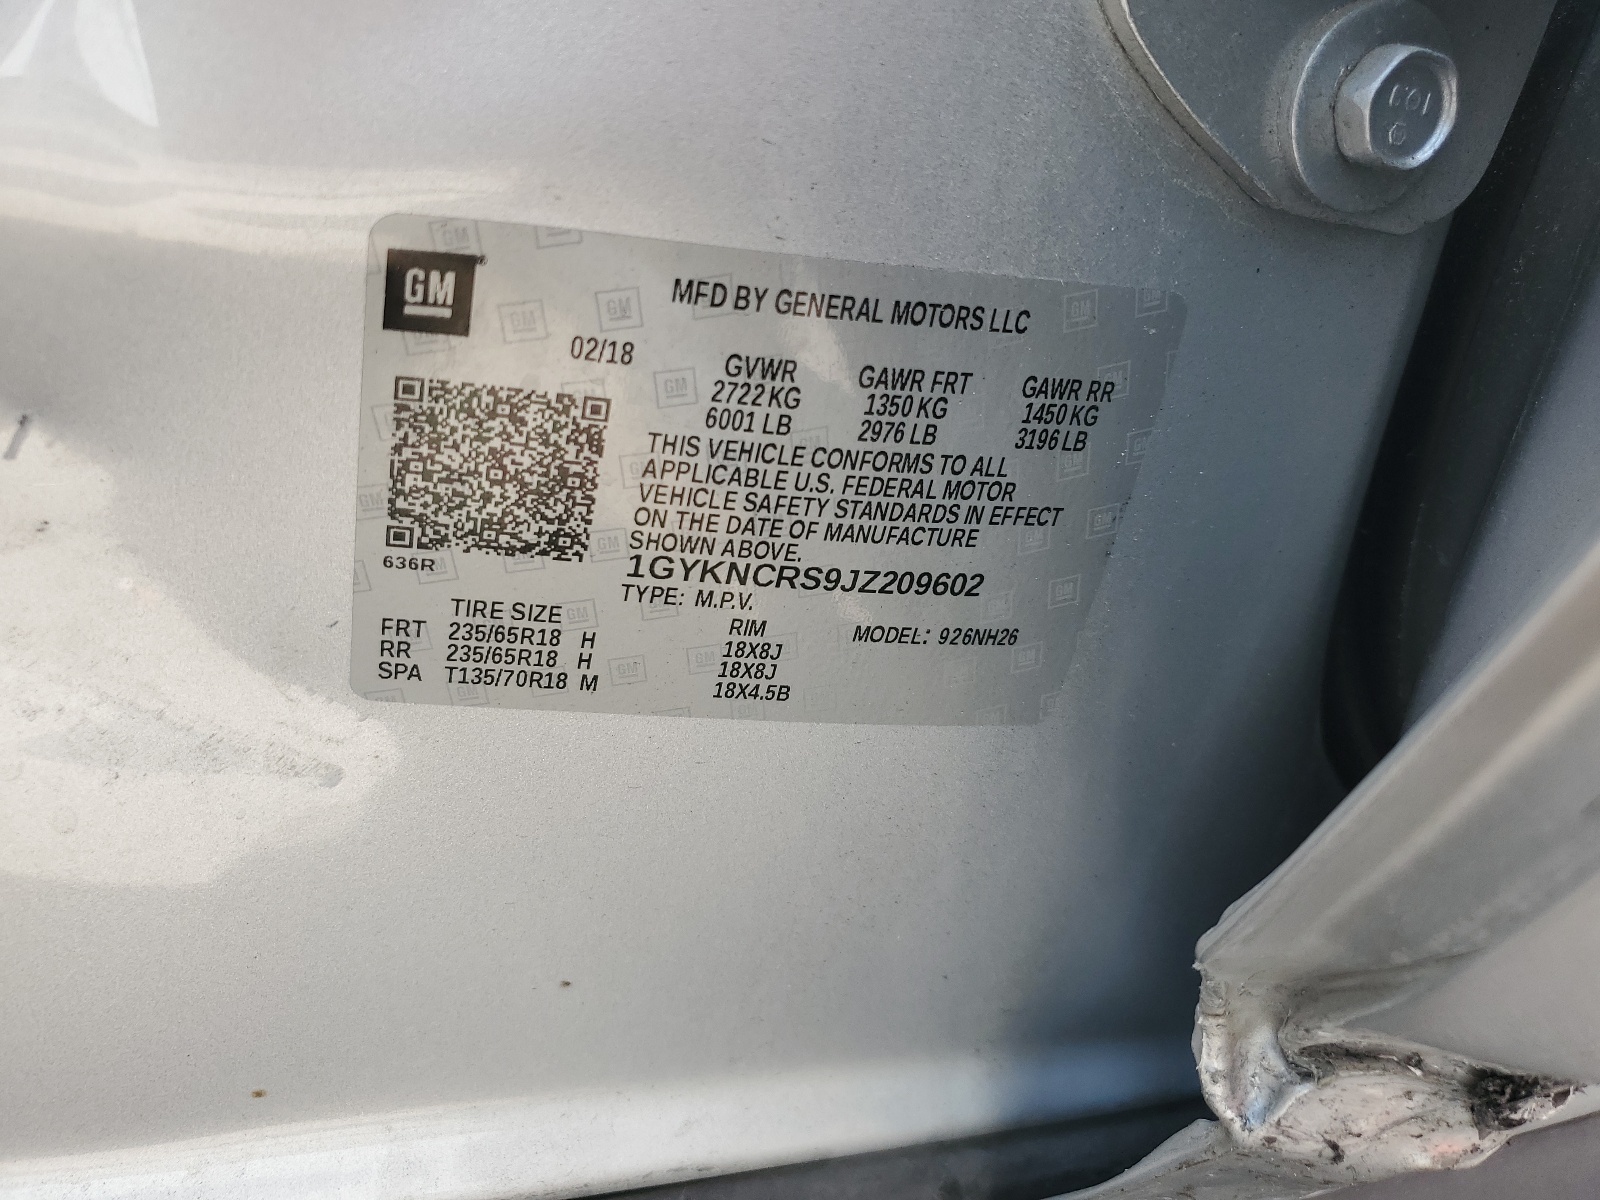 GM
MFD BY GENERAL MOTORS LLC
02/18
GVWR GAWR FRT GAWR RR
2722 KG 1350 KG 1450 KG
6001 LB 2976 LB 3196 LB
THIS VEHICLE CONFORMS TO ALL
APPLICABLE U.S. FEDERAL MOTOR
VEHICLE SAFETY STANDARDS IN EFFECT
ON THE DATE OF MANUFACTURE
SHOWN ABOVE.
636R
1GYKNCRS9JZ209602
TYPE: M.P.V.
MODEL: 926NH26
TIRE SIZE RIM
FRT 235/65R18 H 18X8J
RR 235/65R18 H 18X8J
SPA T135/70R18 M 18X4.5B